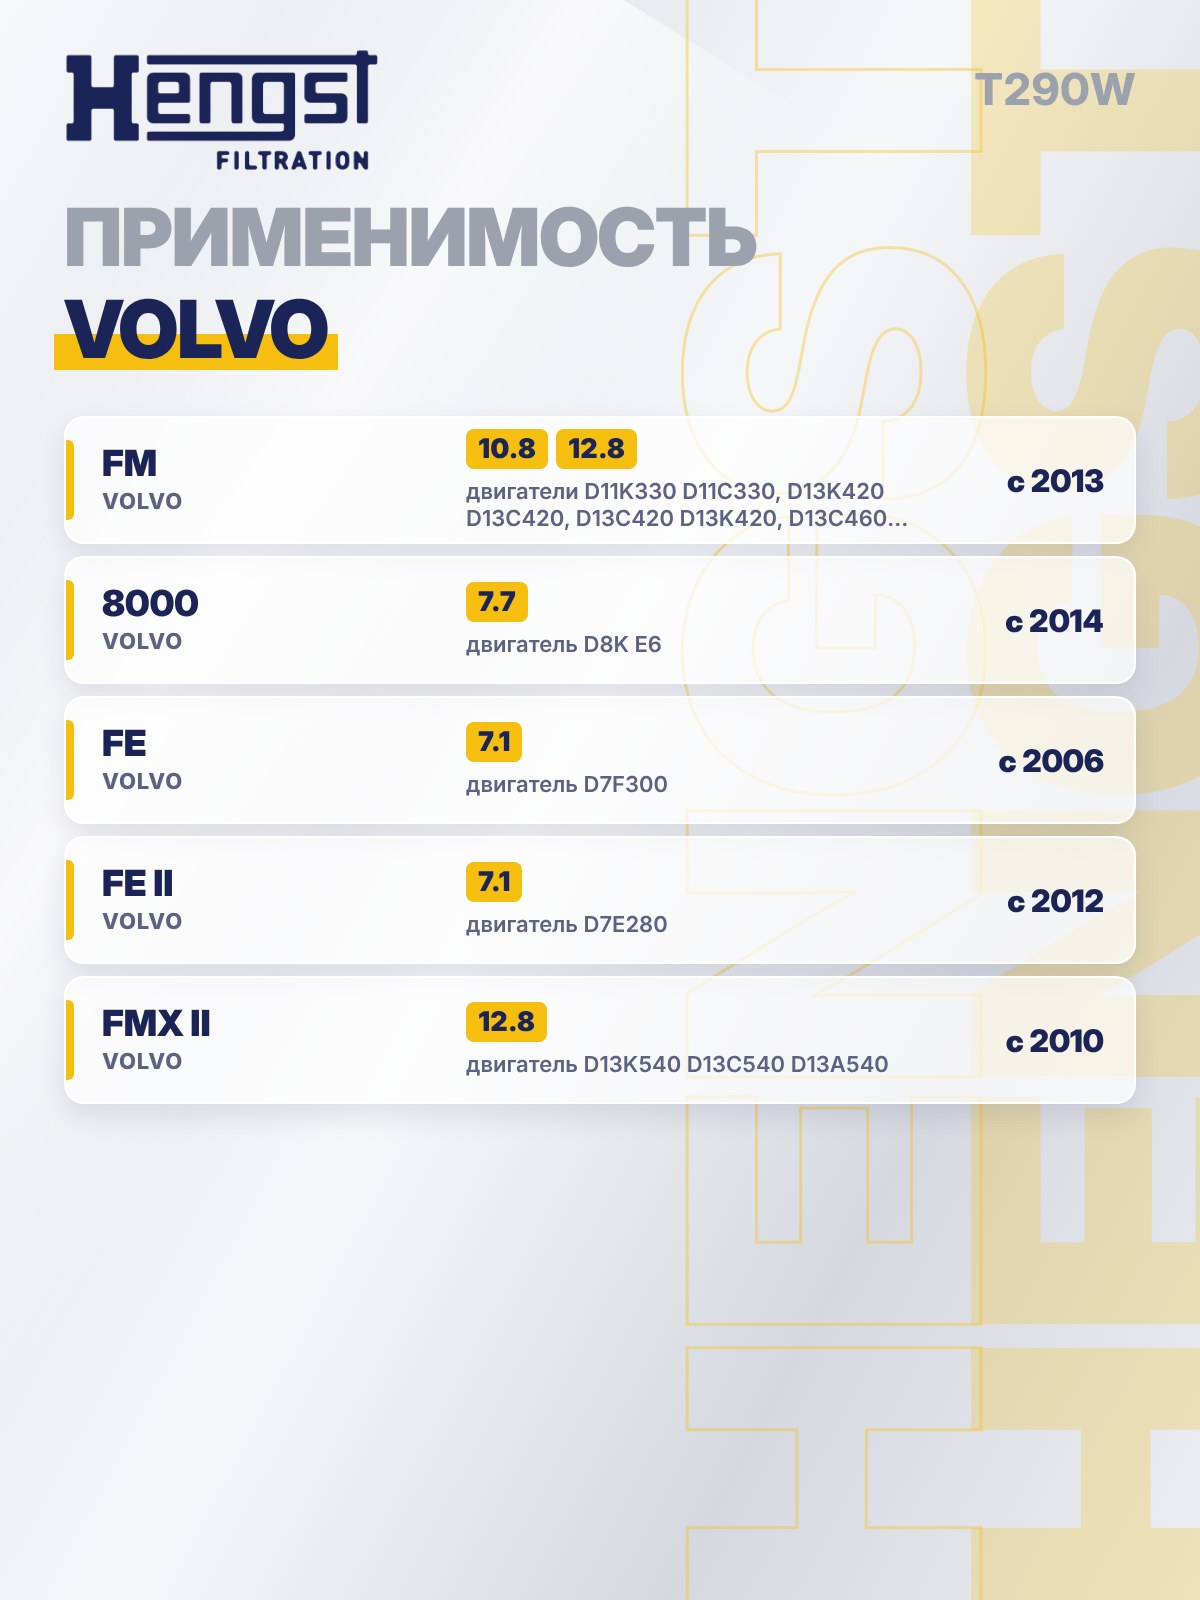 Hengst
FILTRATION
T290W
ПРИМЕНИМОСТЬ
VOLVO
FM
VOLVO
10.8 12.8
двигатели D11K330 D11C330, D13K420
D13C420, D13C420 D13K420, D13C460...
с 2013
8000
VOLVO
7.7
двигатель D8K E6
с 2014
FE
VOLVO
7.1
двигатель D7F300
с 2006
FE II
VOLVO
7.1
двигатель D7E280
с 2012
FMX II
VOLVO
12.8
двигатель D13K540 D13C540 D13A540
с 2010
HENGST
HENGST